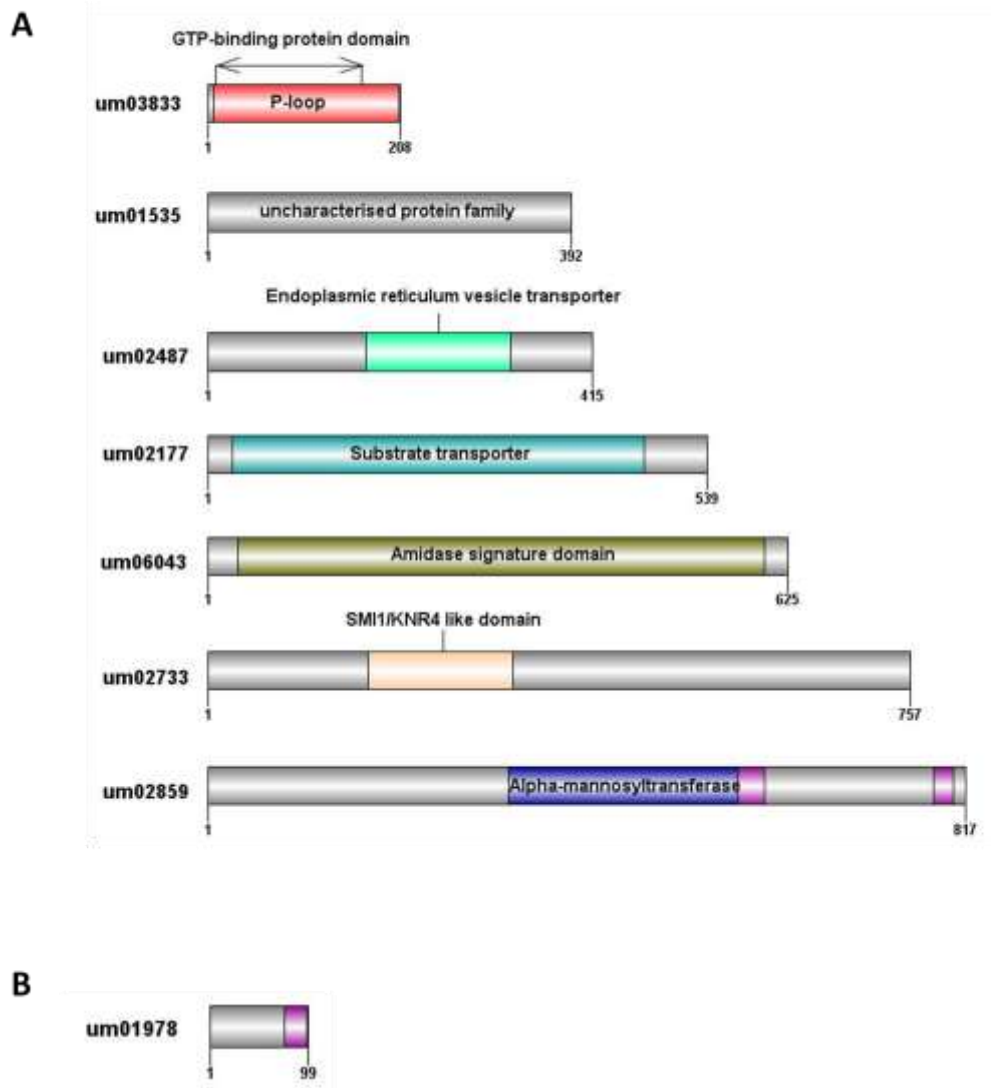 A
GTP-binding protein domain
um03833
P-loop
1
208
um01535
uncharacterised protein family
1
392
Endoplasmic reticulum vesicle transporter
um02487
1
415
um02177
Substrate transporter
1
539
um06043
Amidase signature domain
1
625
SMI1/KNR4 like domain
um02733
1
757
um02859
Alpha-mannosyltransferase
1
817
B
um01978
1
99